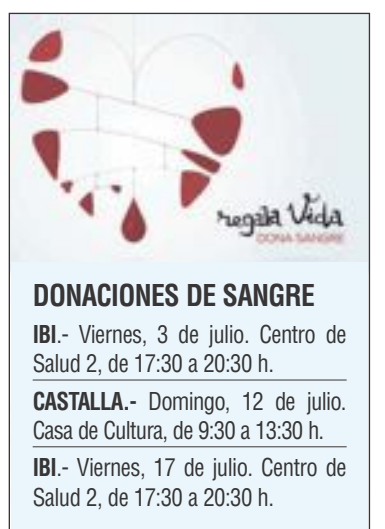 regala Vida
DONA SANGRE
DONACIONES DE SANGRE
IBI.- Viernes, 3 de julio. Centro de
Salud 2, de 17:30 a 20:30 h.
CASTALLA.- Domingo, 12 de julio.
Casa de Cultura, de 9:30 a 13:30 h.
IBI.- Viernes, 17 de julio. Centro de
Salud 2, de 17:30 a 20:30 h.